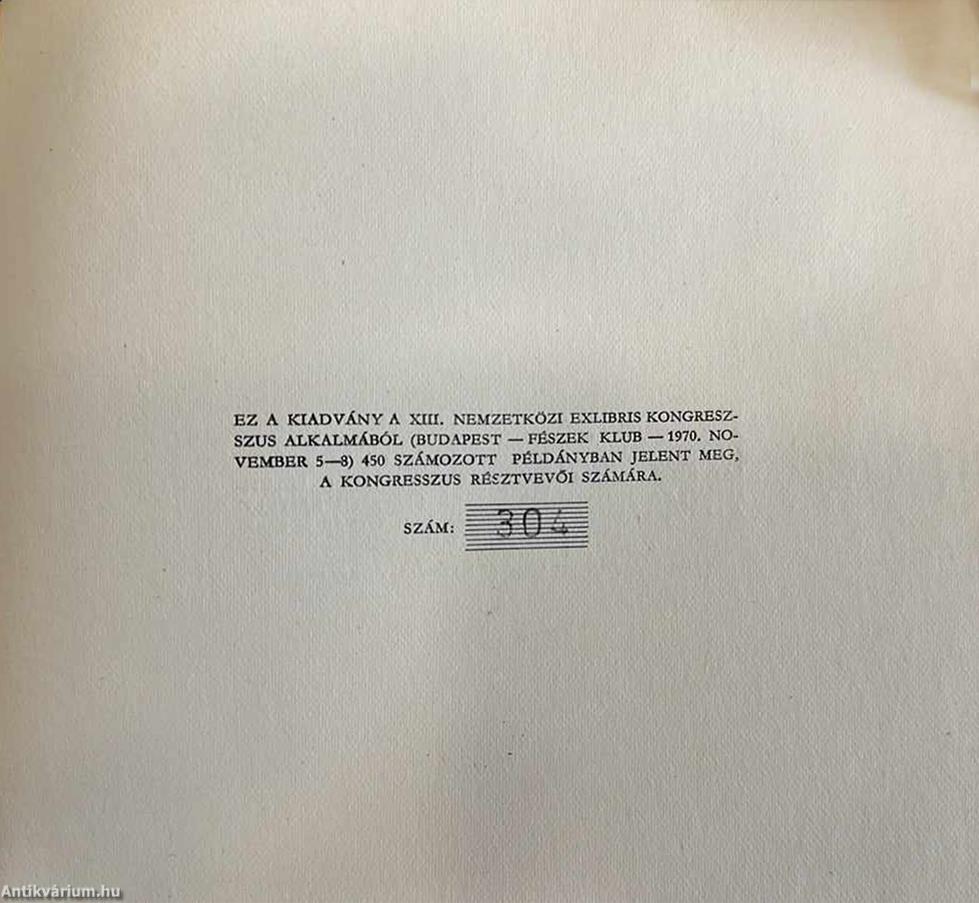 EZ A KIADVÁNY A XIII. NEMZETKÖZI EXLIBRIS KONGRESZ-
SZUS ALKALMÁBÓL (BUDAPEST — FÉSZEK KLUB — 1970. NO-
VEMBER 5—8) 450 SZÁMOZOTT PÉLDÁNYBAN JELENT MEG,
A KONGRESSZUS RÉSZTVEVŐI SZÁMÁRA.
SZÁM: 304
Antikvárium.hu